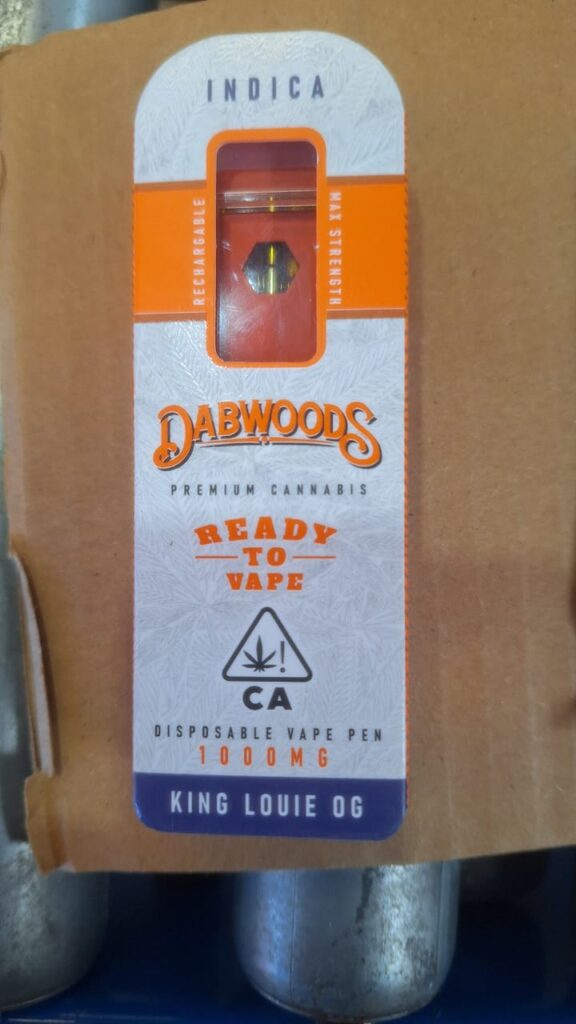 INDICA
RECHARGABLE
MAX STRENGTH
DABWOODS
PREMIUM CANNABIS
READY
TO
VAPE
!
CA
DISPOSABLE VAPE PEN
1000MG
KING LOUIE OG